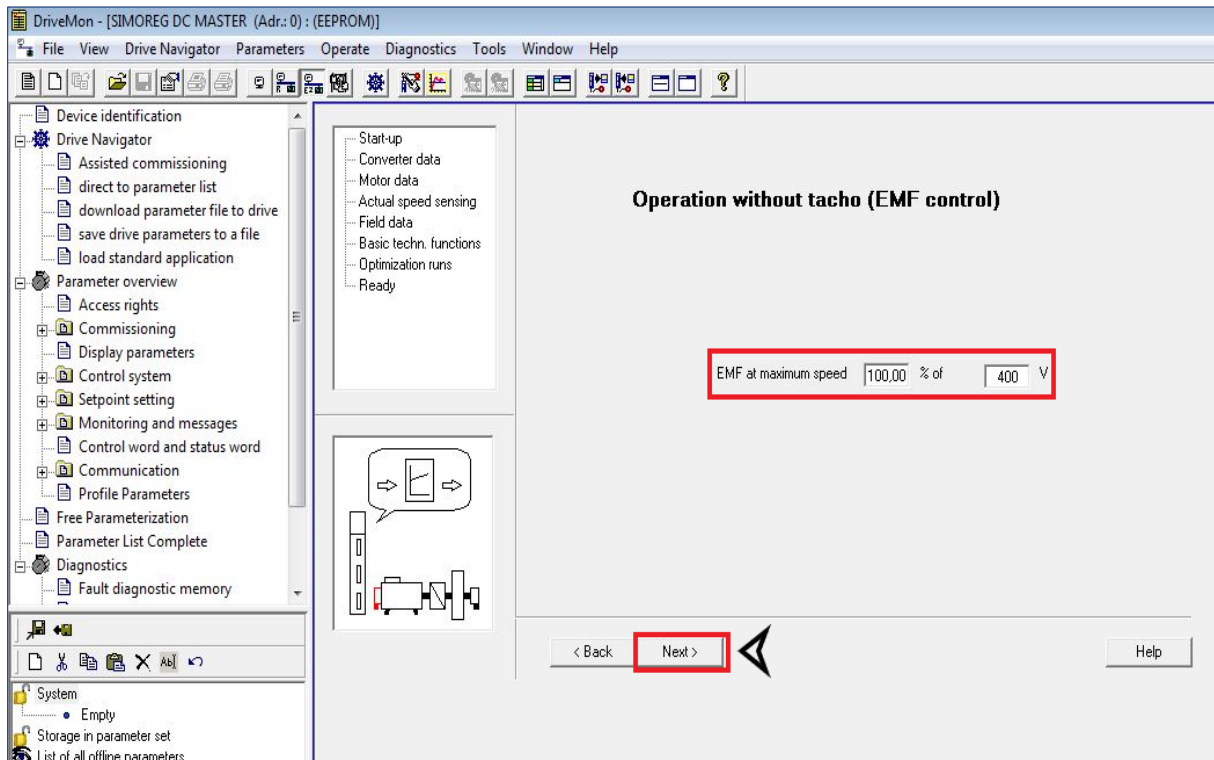 DriveMon - [SIMOREG DC MASTER (Adr.: 0) : (EEPROM)]
File View Drive Navigator Parameters Operate Diagnostics Tools Window Help
Device identification
Drive Navigator
Assisted commissioning
direct to parameter list
download parameter file to drive
save drive parameters to a file
load standard application
Parameter overview
Access rights
Commissioning
Display parameters
Control system
Setpoint setting
Monitoring and messages
Control word and status word
Communication
Profile Parameters
Free Parameterization
Parameter List Complete
Diagnostics
Fault diagnostic memory
System
Empty
Storage in parameter set
List of all offline parameters
Start-up
Converter data
Motor data
Actual speed sensing
Field data
Basic techn. functions
Optimization runs
Ready
Operation without tacho (EMF control)
EMF at maximum speed 100,00 % of 400 V
< Back Next > Help